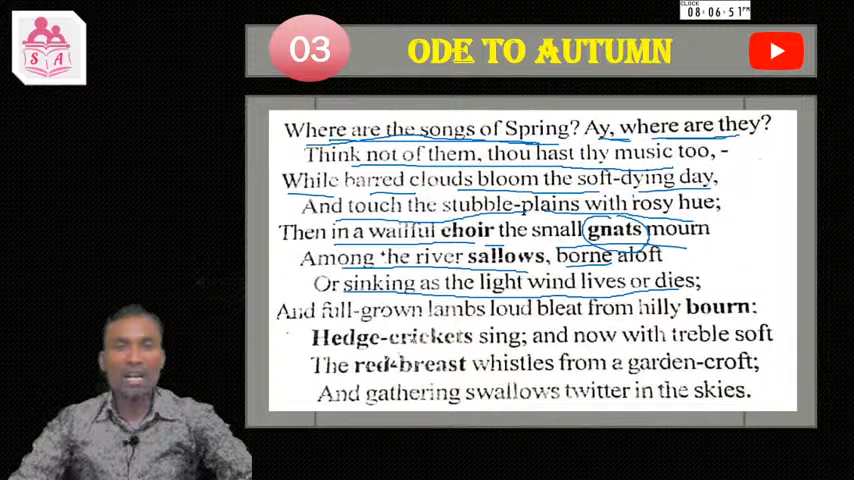 CLOCK
08:06:51PM
S A
03
ODE TO AUTUMN
Where are the songs of Spring? Ay, where are they?
Think not of them, thou hast thy music too, -
While barred clouds bloom the soft-dying day,
And touch the stubble-plains with rosy hue;
Then in a wailful choir the small gnats mourn
Among the river sallows, borne aloft
Or sinking as the light wind lives or dies;
And full-grown lambs loud bleat from hilly bourn:
Hedge-crickets sing; and now with treble soft
The red-breast whistles from a garden-croft;
And gathering swallows twitter in the skies.